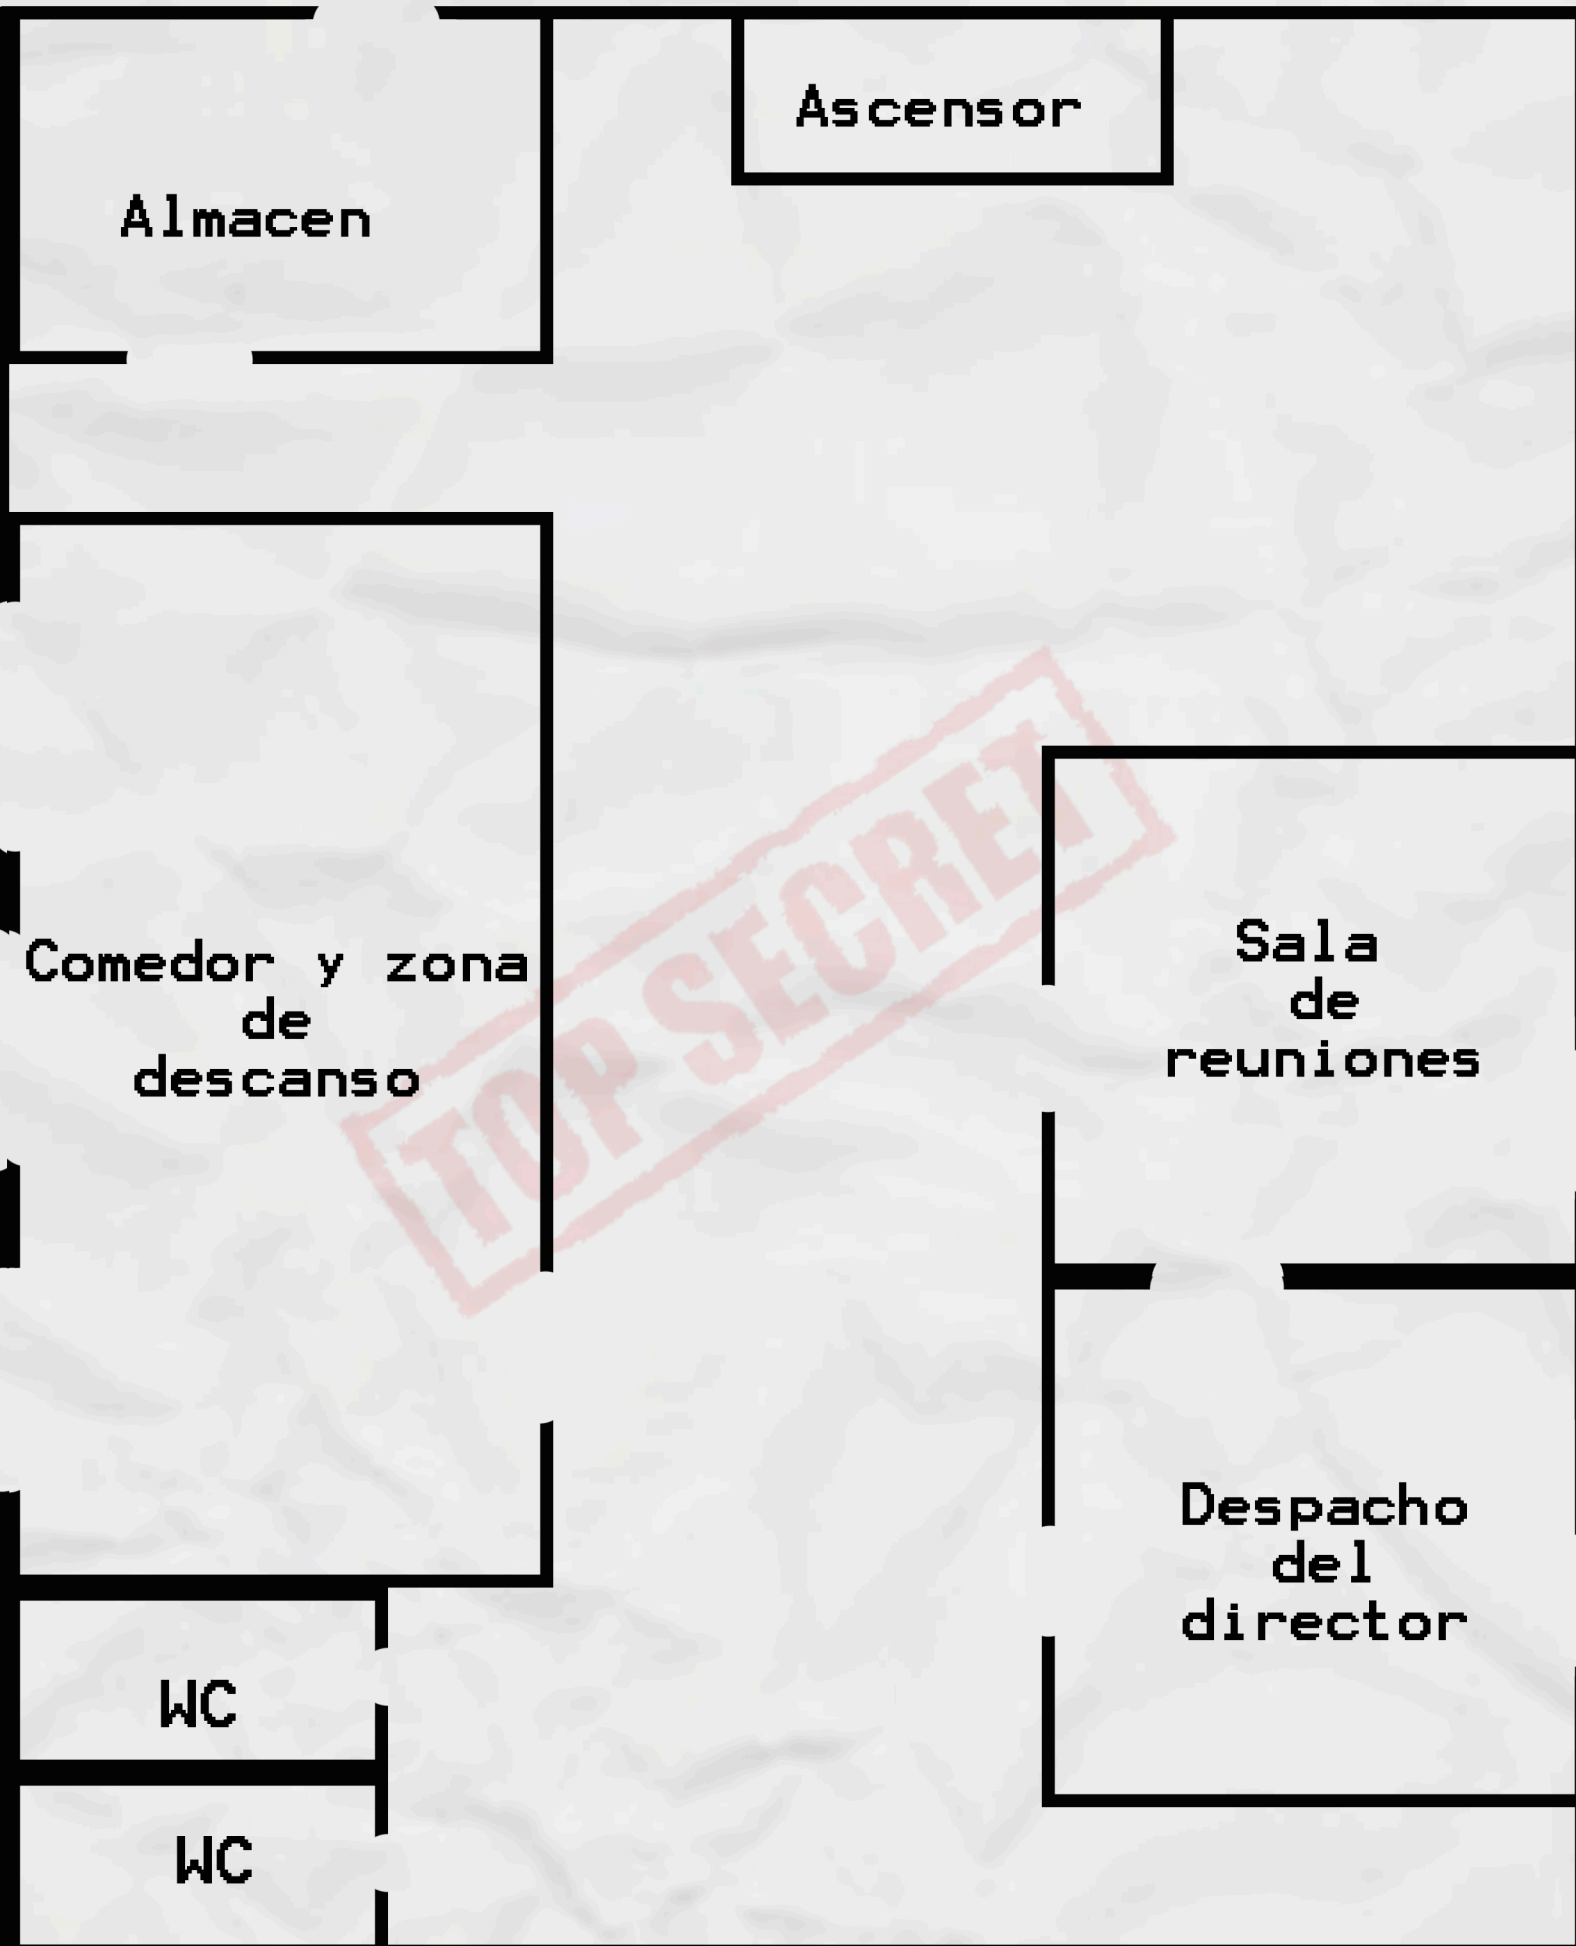 Ascensor
Almacen
TOP SECRET
Comedor y zona
de
descanso
Sala
de
reuniones
Despacho
del
director
WC
WC